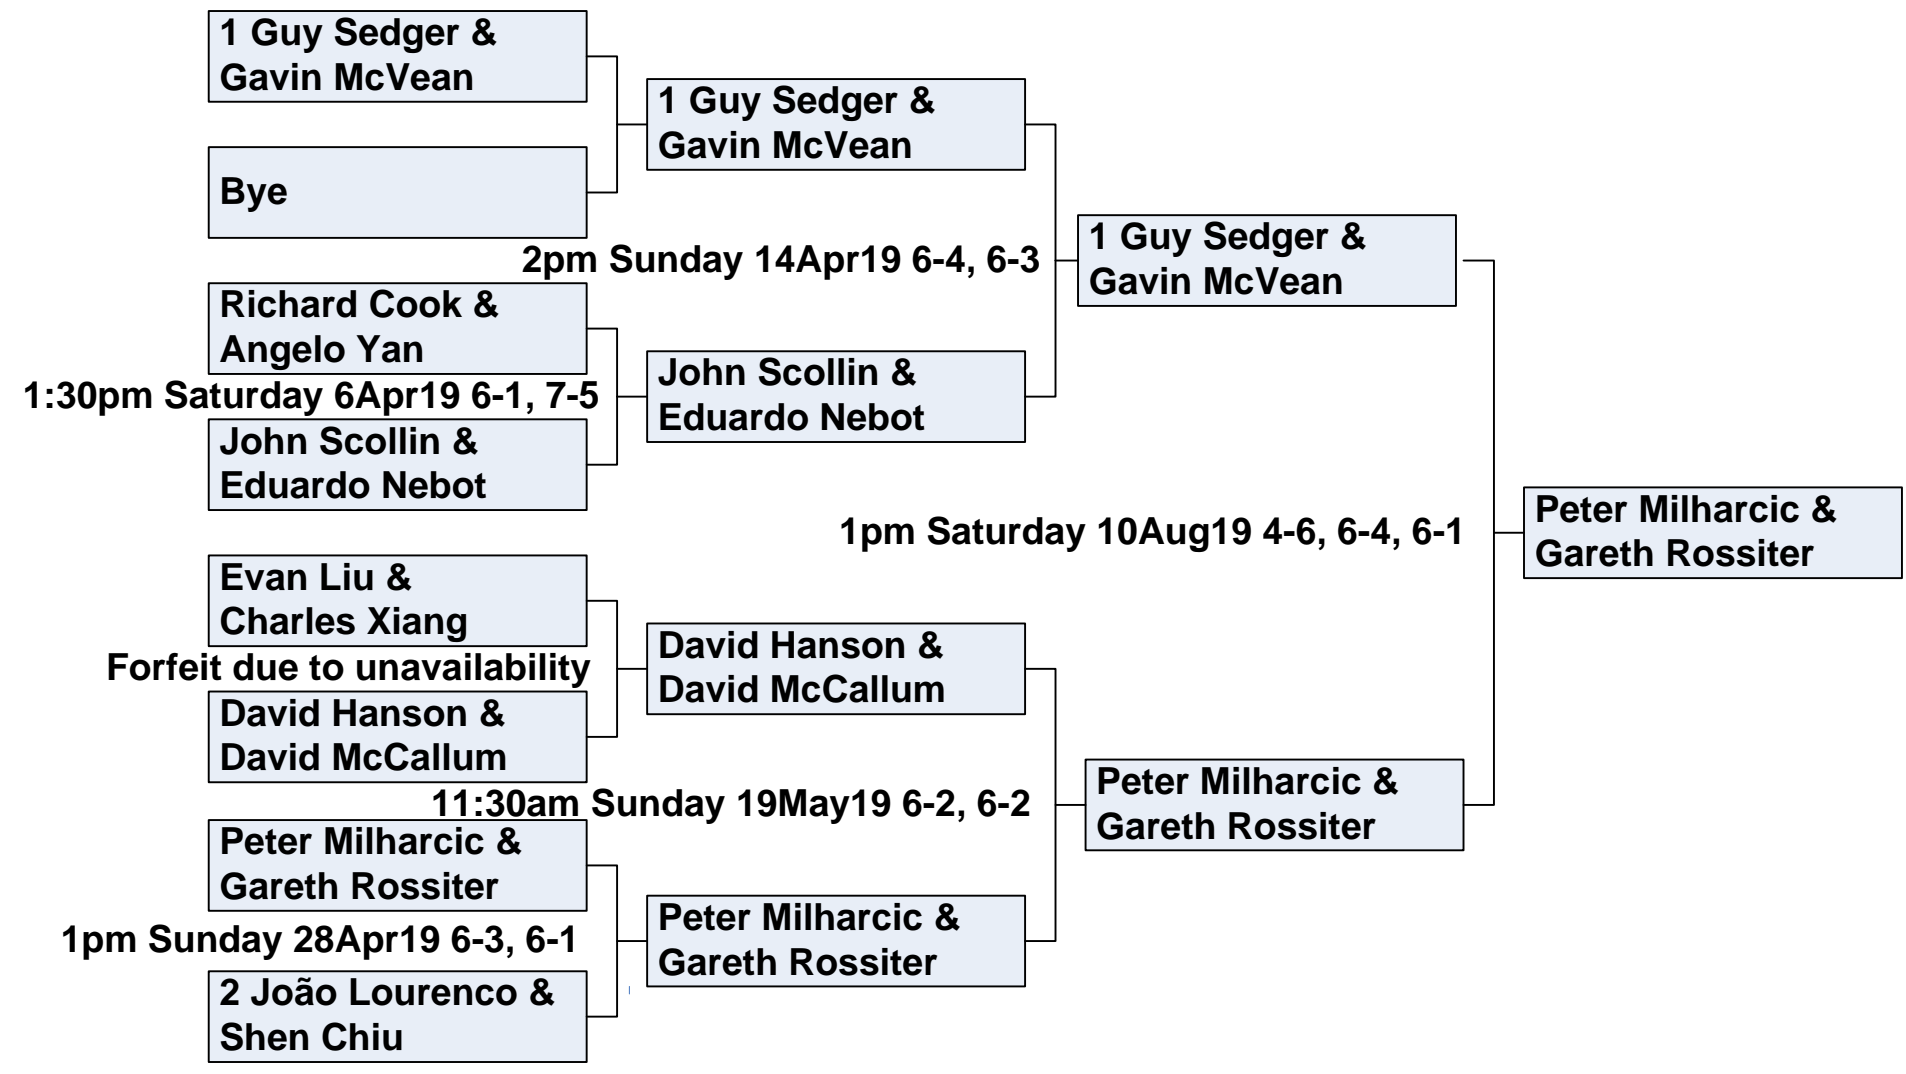 1 Guy Sedger &
Gavin McVean
Bye
Richard Cook &
Angelo Yan
1:30pm Saturday 6Apr19 6-1, 7-5
John Scollin &
Eduardo Nebot
Evan Liu &
Charles Xiang
Forfeit due to unavailability
David Hanson &
David McCallum
Peter Milharcic &
Gareth Rossiter
1pm Sunday 28Apr19 6-3, 6-1
2 João Lourenco &
Shen Chiu
1 Guy Sedger &
Gavin McVean
2pm Sunday 14Apr19 6-4, 6-3
John Scollin &
Eduardo Nebot
David Hanson &
David McCallum
11:30am Sunday 19May19 6-2, 6-2
Peter Milharcic &
Gareth Rossiter
1 Guy Sedger &
Gavin McVean
1pm Saturday 10Aug19 4-6, 6-4, 6-1
Peter Milharcic &
Gareth Rossiter
Peter Milharcic &
Gareth Rossiter